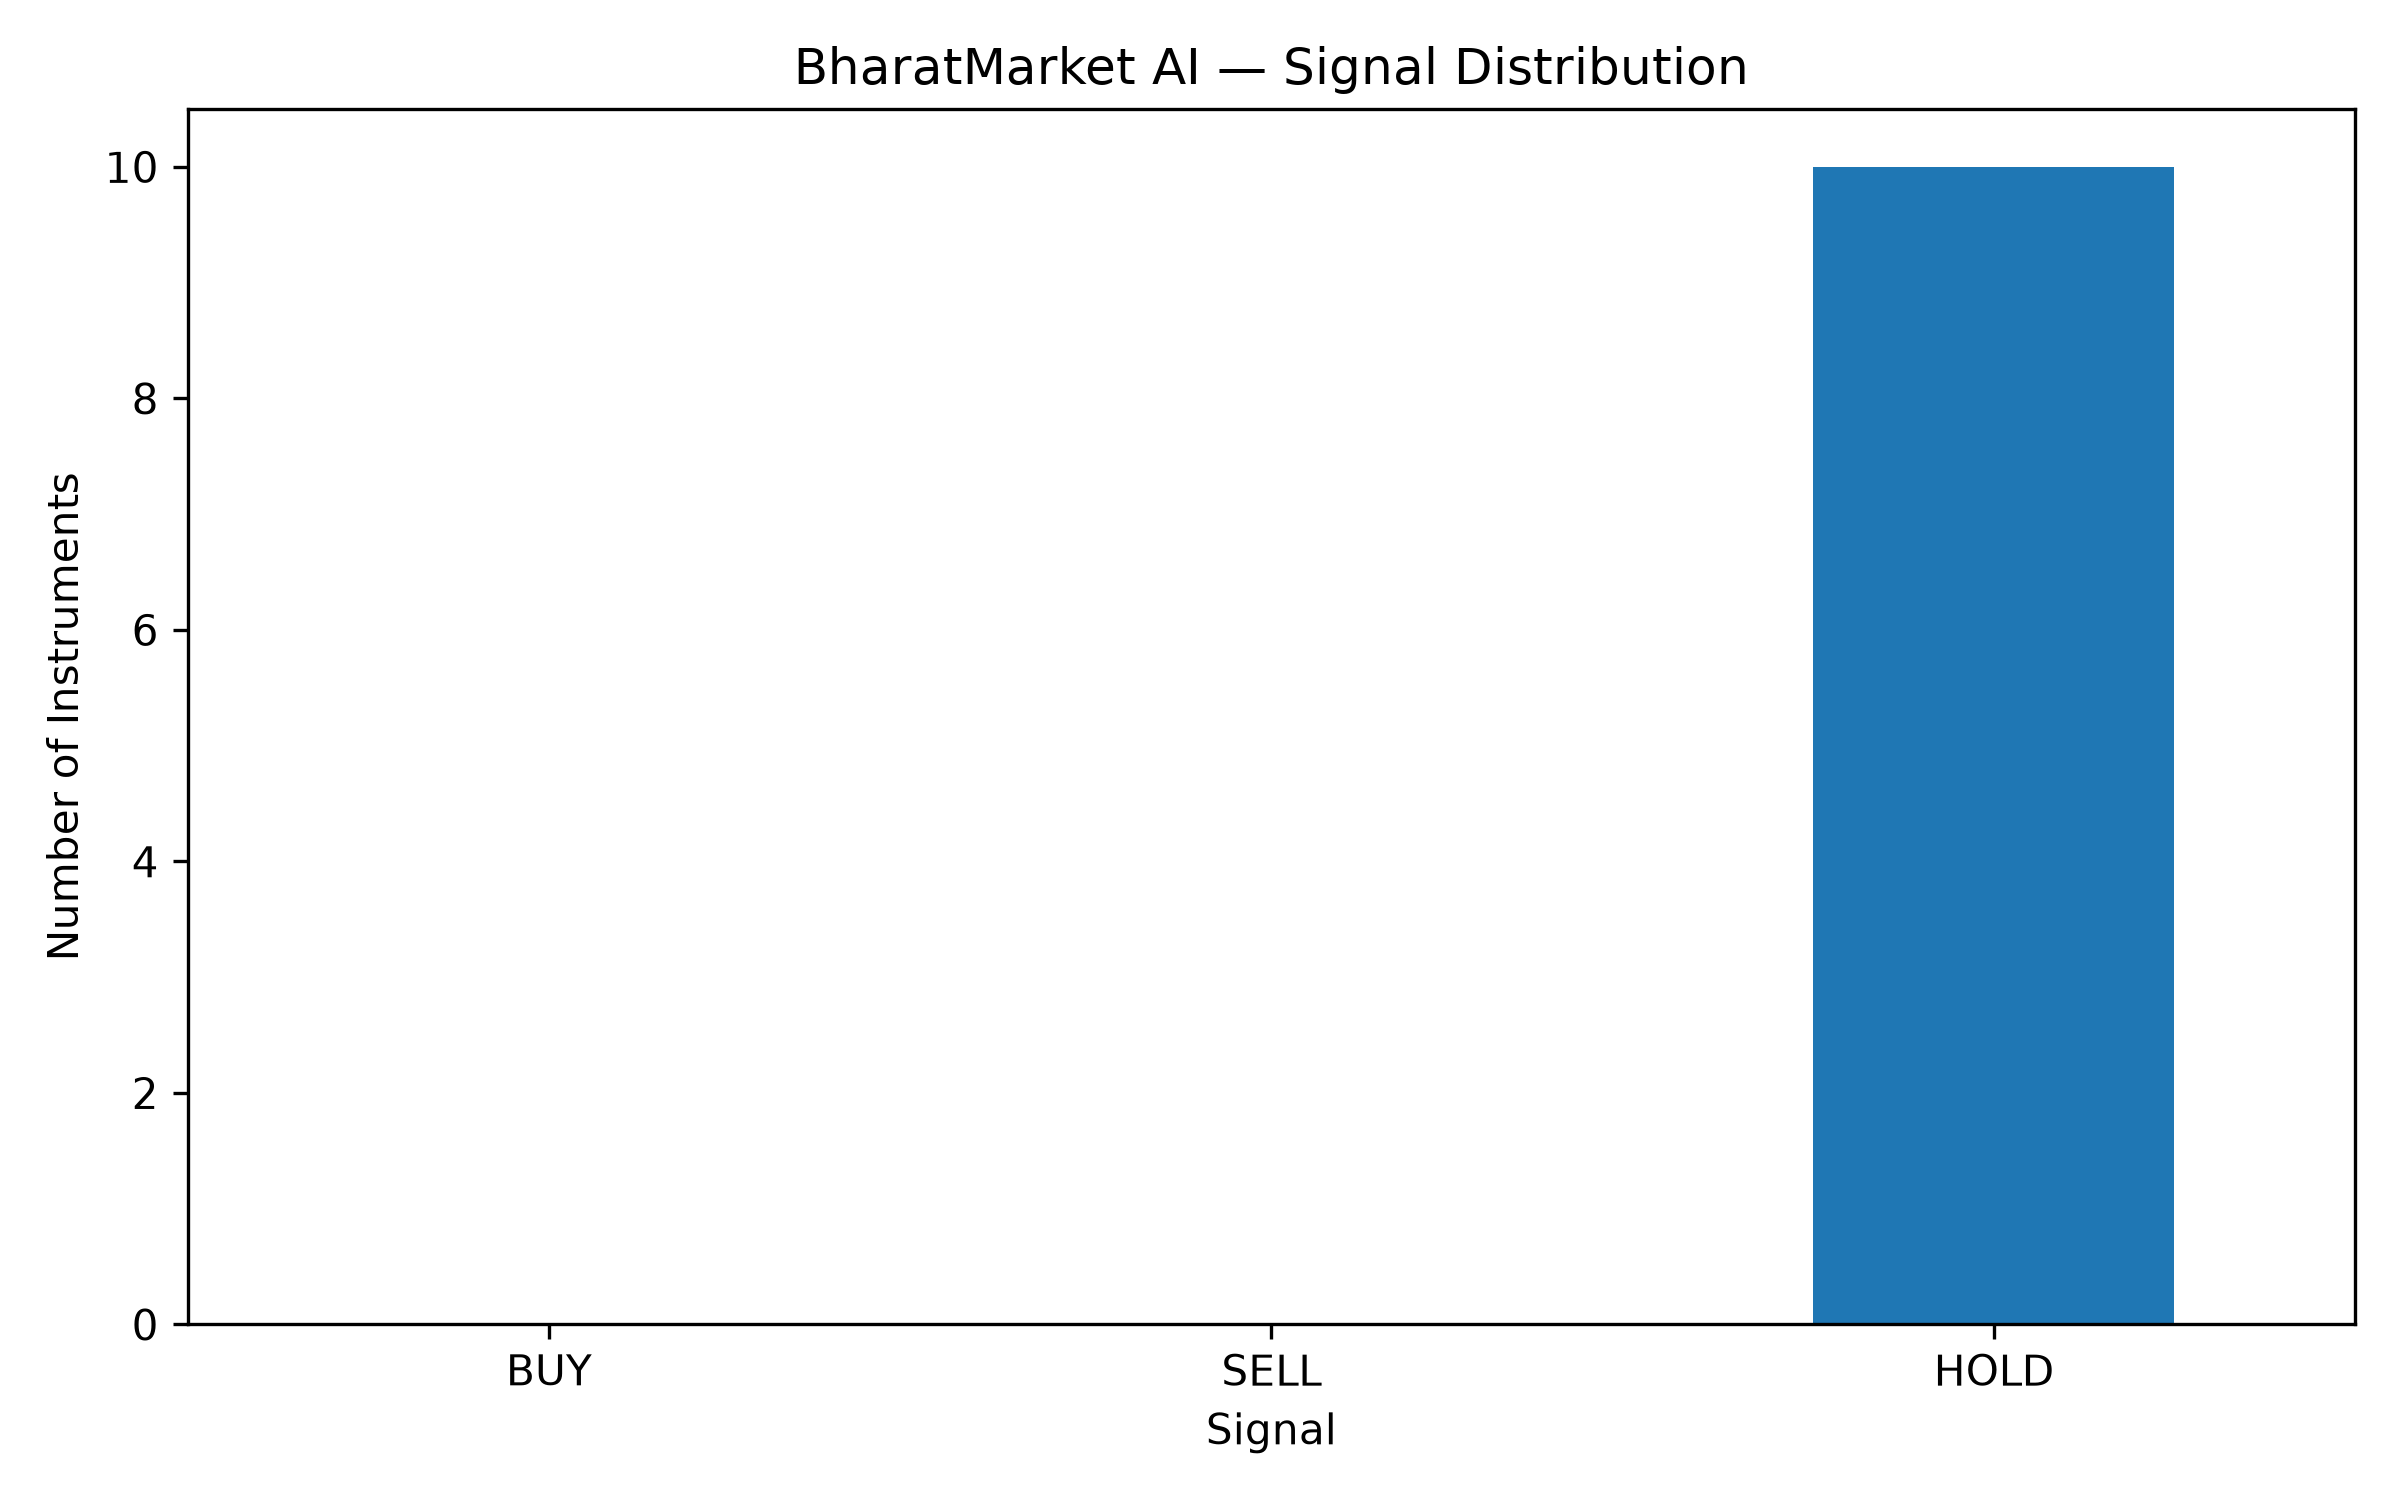 BharatMarket AI — Signal Distribution
Number of Instruments
10
8
6
4
2
0
BUY SELL HOLD
Signal